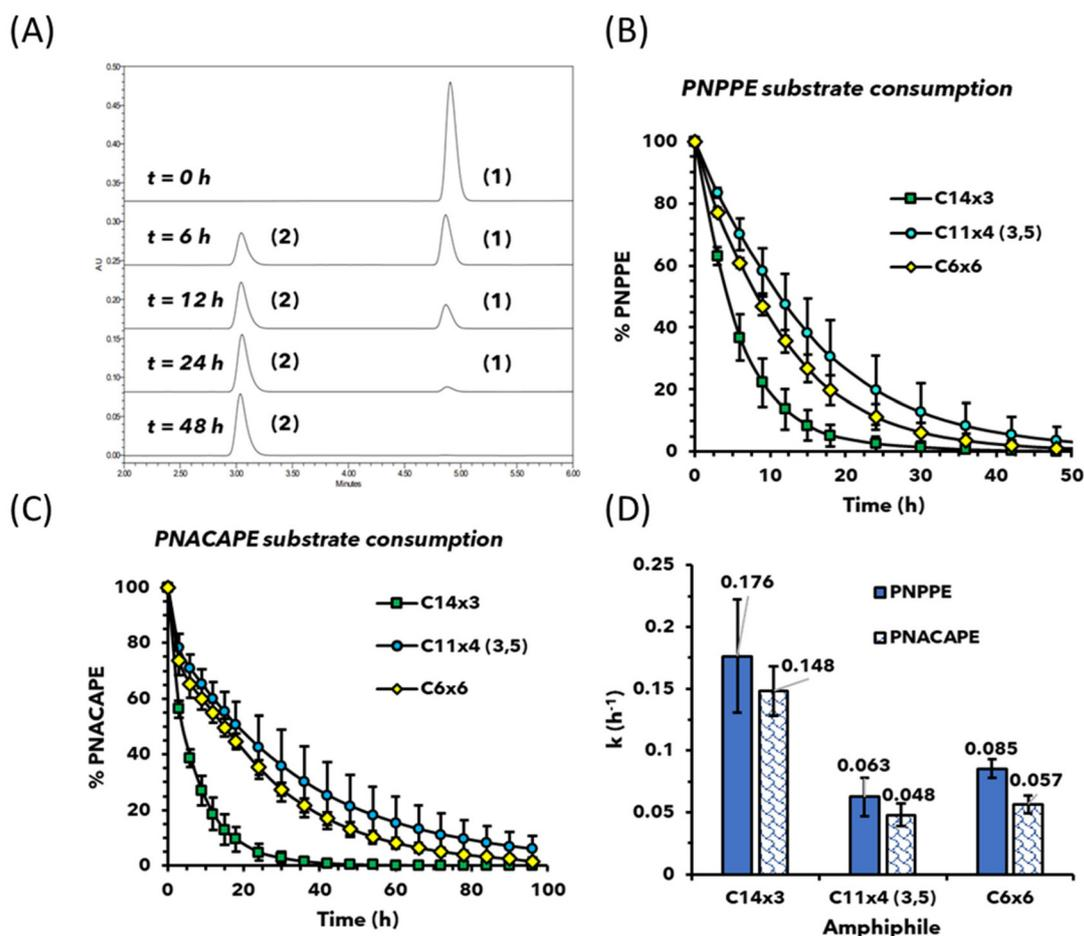 (A)
0.50
0.45
0.40
0.35
0.30
0.25
0.20
0.15
0.10
0.05
0.00
AU
t = 0 h
(1)
t = 6 h
(2)
(1)
t = 12 h
(2)
(1)
t = 24 h
(2)
(1)
t = 48 h
(2)
2.00 2.50 3.00 3.50 4.00 4.50 5.00 5.50 6.00
Minutes
(B)
PNPPE substrate consumption
100
80
60
40
20
0
% PNPPE
C14x3
C11x4 (3,5)
C6x6
0 10 20 30 40 50
Time (h)
(C)
PNACAPE substrate consumption
100
80
60
40
20
0
% PNACAPE
C14x3
C11x4 (3,5)
C6x6
0 20 40 60 80 100
Time (h)
(D)
0.25
0.2
0.15
0.1
0.05
0
k (h⁻¹)
PNPPE
PNACAPE
0.176
0.148
0.063
0.048
0.085
0.057
C14x3 C11x4 (3,5) C6x6
Amphiphile